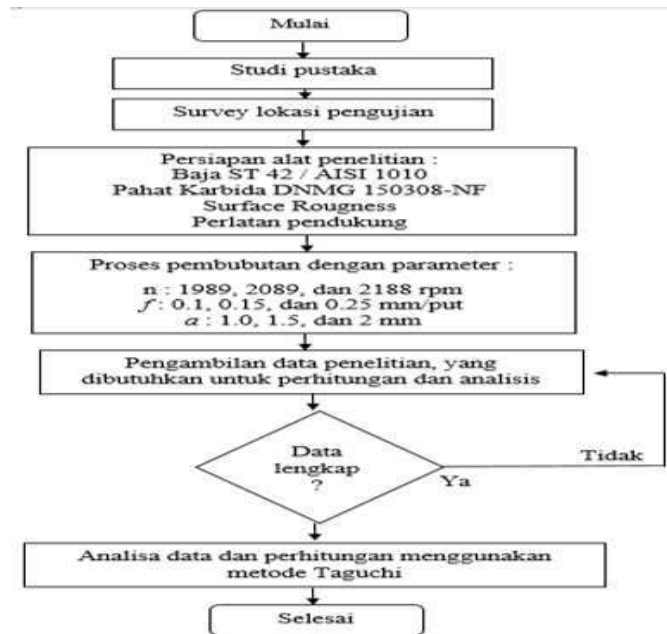 Mulai
Studi pustaka
Survey lokasi pengujian
Persiapan alat penelitian :
Baja ST 42 / AISI 1010
Pahat Karbida DNMG 150308-NF
Surface Rougness
Perlatan pendukung
Proses pembubutan dengan parameter :
n : 1989, 2089, dan 2188 rpm
f : 0.1, 0.15, dan 0.25 mm/put
a : 1.0, 1.5, dan 2 mm
Pengambilan data penelitian, yang
dibutuhkan untuk perhitungan dan analisis
Data
lengkap
?
Tidak
Ya
Analisa data dan perhitungan menggunakan
metode Taguchi
Selesai